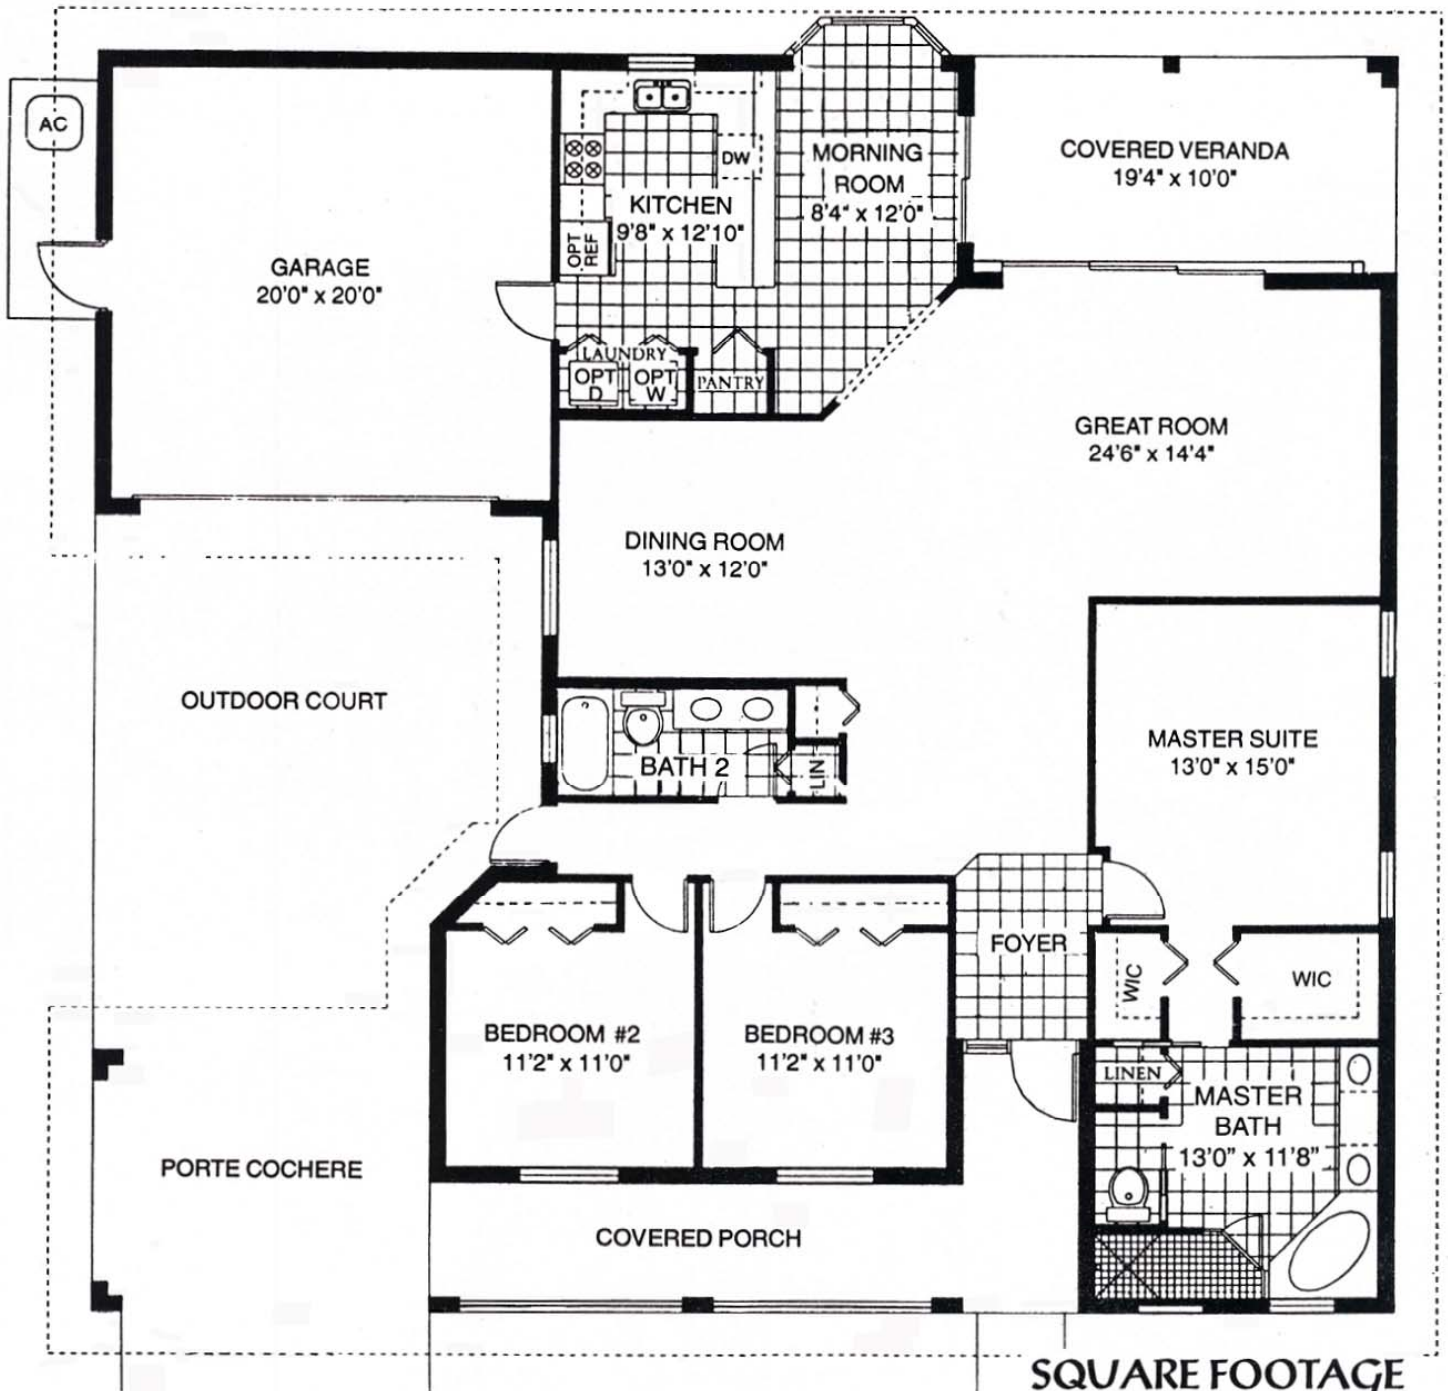 AC
GARAGE
20'0" x 20'0"
DW
KITCHEN
9'8" x 12'10"
OPT
REF
MORNING
ROOM
8'4" x 12'0"
COVERED VERANDA
19'4" x 10'0"
LAUNDRY
OPT
D
OPT
W
PANTRY
GREAT ROOM
24'6" x 14'4"
DINING ROOM
13'0" x 12'0"
OUTDOOR COURT
BATH 2
LIN
MASTER SUITE
13'0" x 15'0"
FOYER
WIC
WIC
BEDROOM #2
11'2" x 11'0"
BEDROOM #3
11'2" x 11'0"
LINEN
MASTER
BATH
13'0" x 11'8"
PORTE COCHERE
COVERED PORCH
SQUARE FOOTAGE